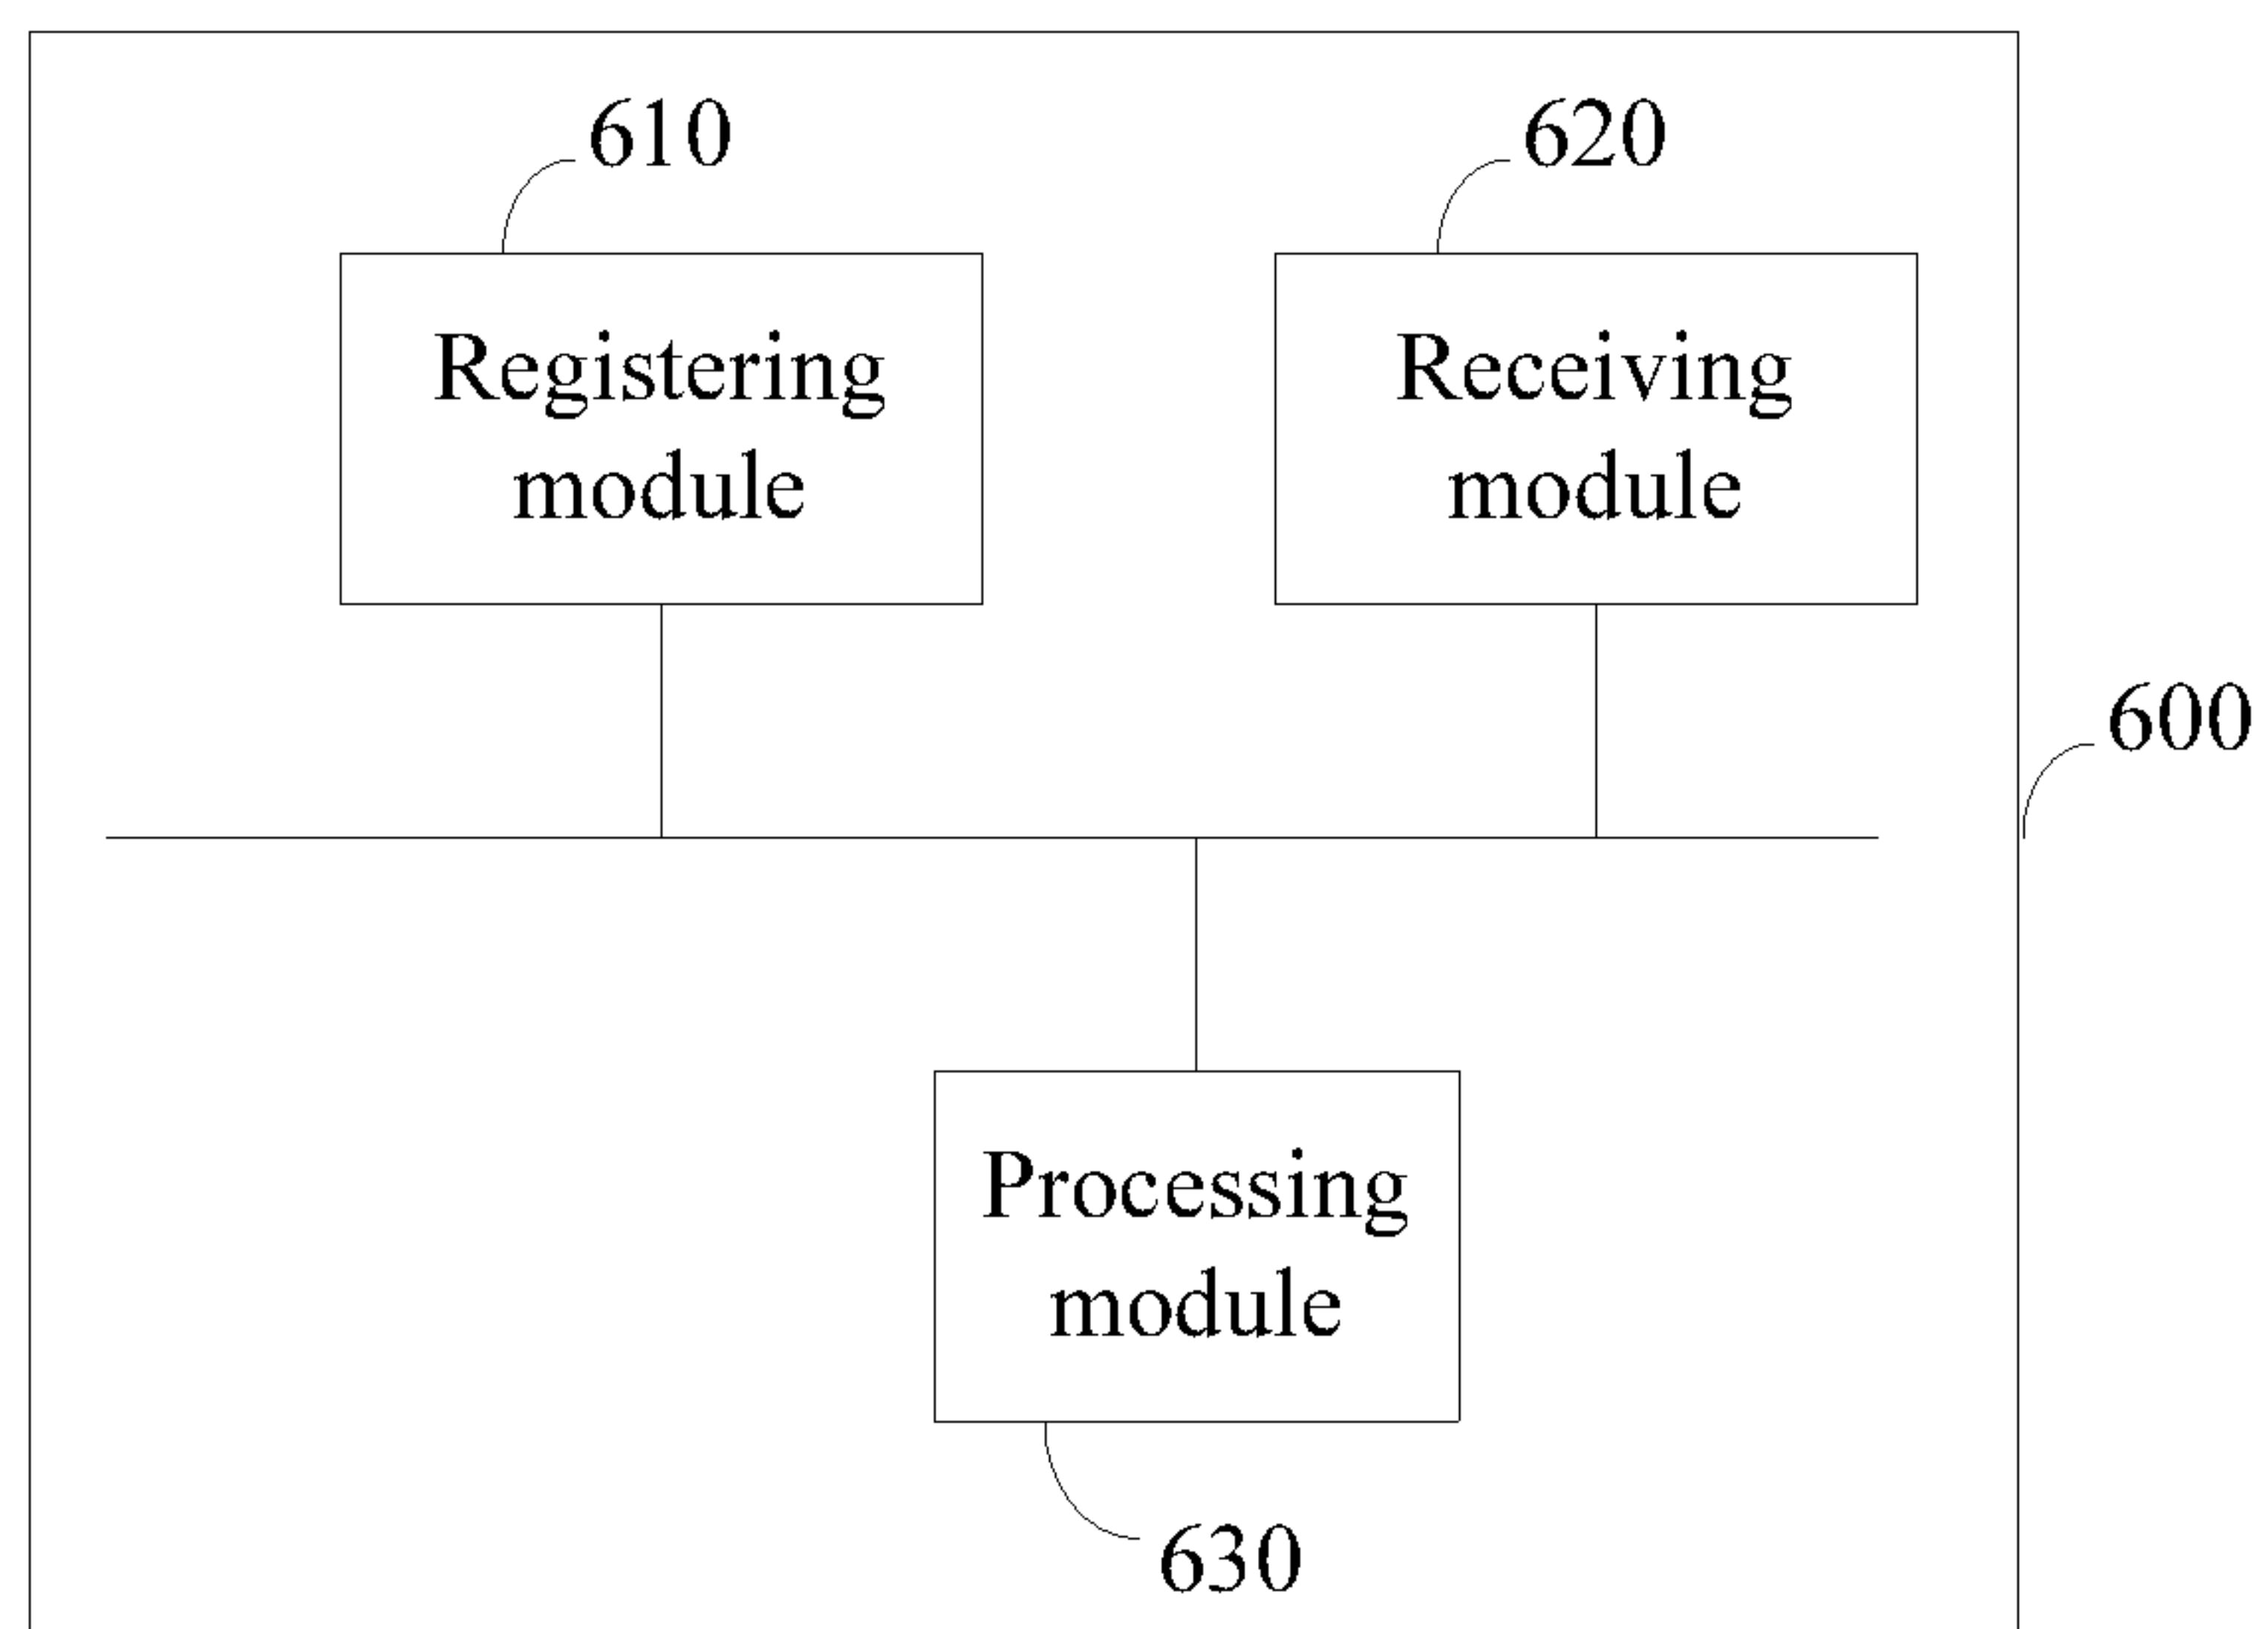 610
620
Registering
module
Receiving
module
600
Processing
module
630